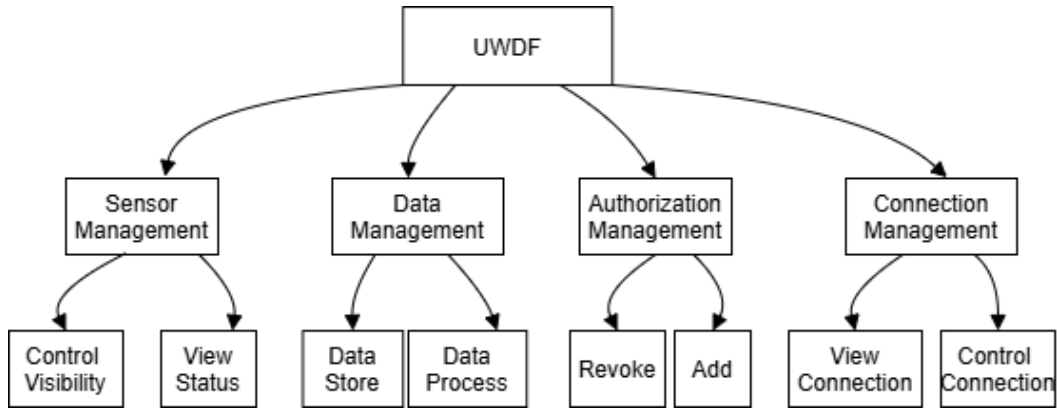 UWDF
Sensor
Management
Data
Management
Authorization
Management
Connection
Management
Control
Visibility
View
Status
Data
Store
Data
Process
Revoke
Add
View
Connection
Control
Connection